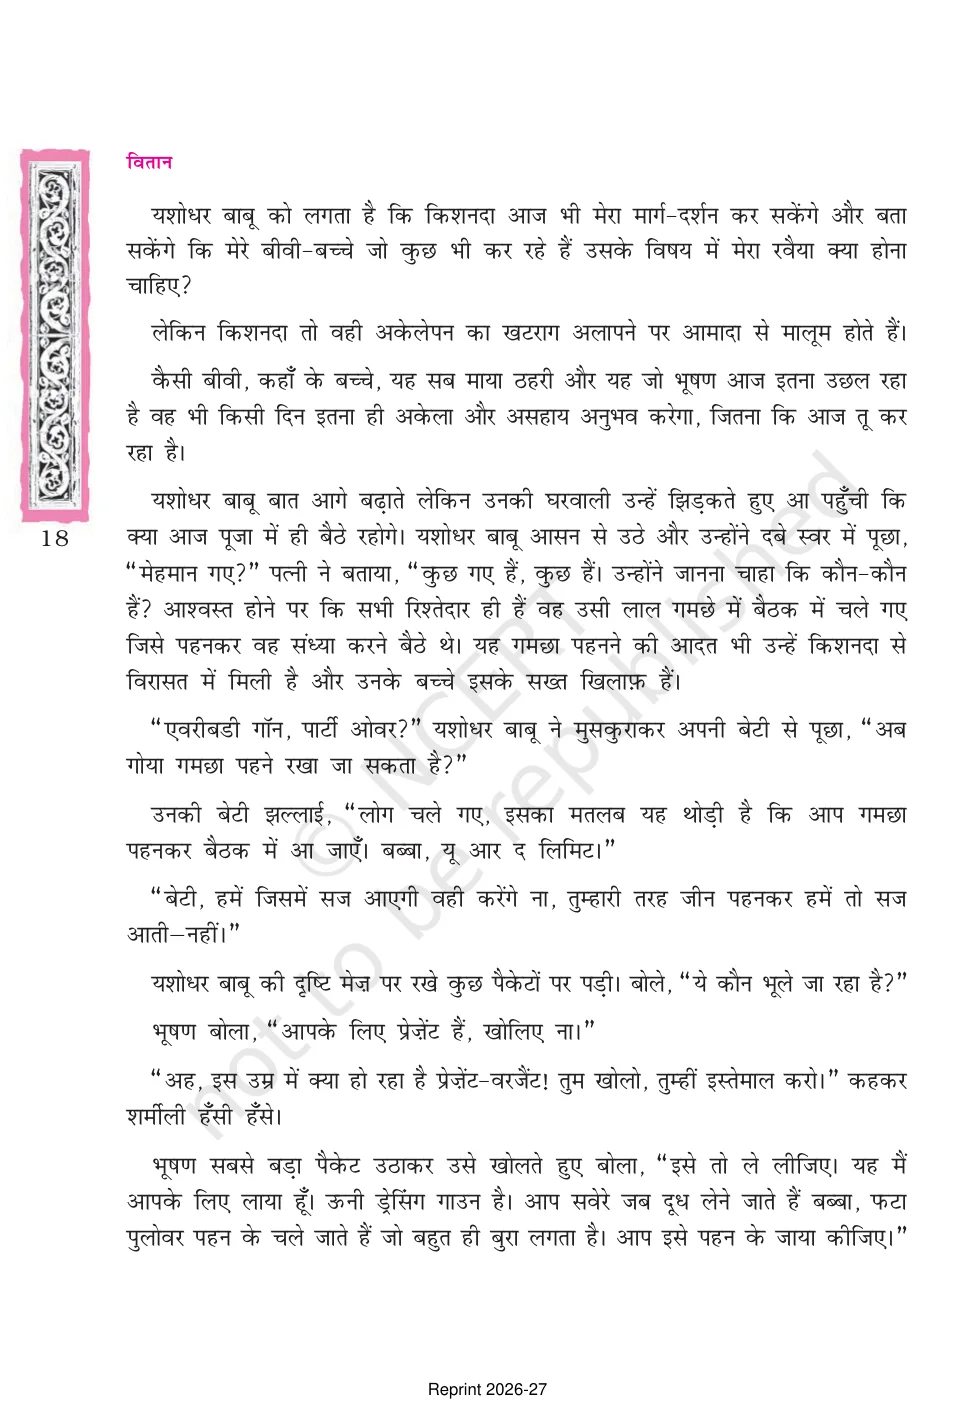 वितान
यशोधर बाबू को लगता है कि किशनदा आज भी मेरा मार्ग-दर्शन कर सकेंगे और बता
सकेंगे कि मेरे बीवी-बच्चे जो कुछ भी कर रहे हैं उसके विषय में मेरा रवैया क्या होना
चाहिए?
लेकिन किशनदा तो वही अकेलेपन का खटराग अलापने पर आमादा से मालूम होते हैं।
कैसी बीवी, कहाँ के बच्चे, यह सब माया ठहरी और यह जो भूषण आज इतना उछल रहा
है वह भी किसी दिन इतना ही अकेला और असहाय अनुभव करेगा, जितना कि आज तू कर
रहा है।
यशोधर बाबू बात आगे बढ़ाते लेकिन उनकी घरवाली उन्हें झिड़कते हुए आ पहुँची कि
18
क्या आज पूजा में ही बैठे रहोगे। यशोधर बाबू आसन से उठे और उन्होंने दबे स्वर में पूछा,
“मेहमान गए?” पत्नी ने बताया, “कुछ गए हैं, कुछ हैं। उन्होंने जानना चाहा कि कौन-कौन
हैं? आश्वस्त होने पर कि सभी रिश्तेदार ही हैं वह उसी लाल गमछे में बैठक में चले गए
जिसे पहनकर वह संध्या करने बैठे थे। यह गमछा पहनने की आदत भी उन्हें किशनदा से
विरासत में मिली है और उनके बच्चे इसके सख्त खिलाफ़ हैं।
“एवरीबडी गॉन, पार्टी ओवर?” यशोधर बाबू ने मुसकुराकर अपनी बेटी से पूछा, “अब
गोया गमछा पहने रखा जा सकता है?”
उनकी बेटी झल्लाई, “लोग चले गए, इसका मतलब यह थोड़ी है कि आप गमछा
पहनकर बैठक में आ जाएँ। बब्बा, यू आर द लिमिट।”
“बेटी, हमें जिसमें सज आएगी वही करेंगे ना, तुम्हारी तरह जीन पहनकर हमें तो सज
आती–नहीं।”
यशोधर बाबू की दृष्टि मेज़ पर रखे कुछ पैकेटों पर पड़ी। बोले, “ये कौन भूले जा रहा है?”
भूषण बोला, “आपके लिए प्रेज़ेंट हैं, खोलिए ना।”
“अह, इस उम्र में क्या हो रहा है प्रेज़ेंट-वरजैंट! तुम खोलो, तुम्हीं इस्तेमाल करो।” कहकर
शर्मीली हँसी हँसे।
भूषण सबसे बड़ा पैकेट उठाकर उसे खोलते हुए बोला, “इसे तो ले लीजिए। यह मैं
आपके लिए लाया हूँ। ऊनी ड्रेसिंग गाउन है। आप सवेरे जब दूध लेने जाते हैं बब्बा, फटा
पुलोवर पहन के चले जाते हैं जो बहुत ही बुरा लगता है। आप इसे पहन के जाया कीजिए।”
© NCERT
not to be republished
Reprint 2026-27